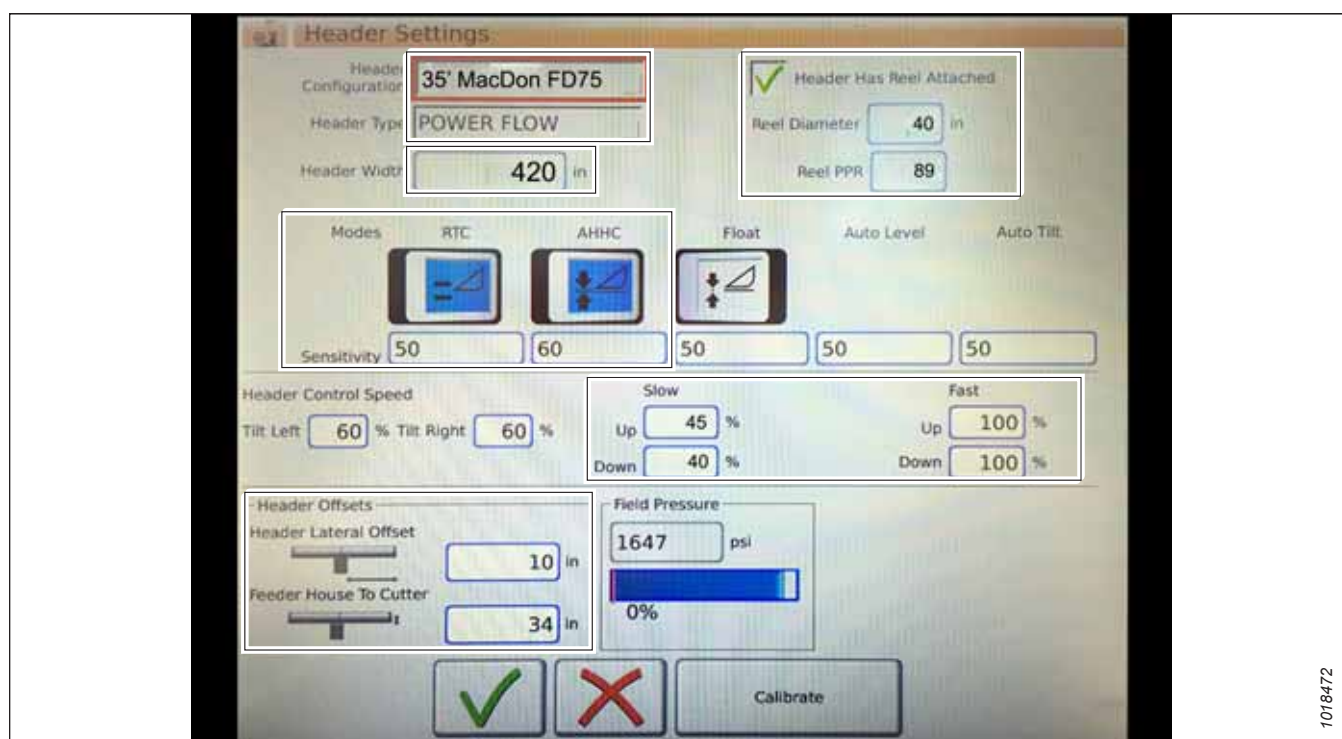 Header Settings
Header Configuration 35' MacDon FD75
Header Type POWER FLOW
Header Width 420 in
Header Has Reel Attached
Reel Diameter 40 in
Reel PPR 89
Modes RTC AHHC Float Auto Level Auto Tilt
Sensitivity 50 60 50 50 50
Header Control Speed
Tilt Left 60 % Tilt Right 60 %
Slow Fast
Up 45 % Up 100 %
Down 40 % Down 100 %
Header Offsets
Header Lateral Offset
10 in
Feeder House To Cutter
34 in
Field Pressure
1647 psi
0%
Calibrate
1018472